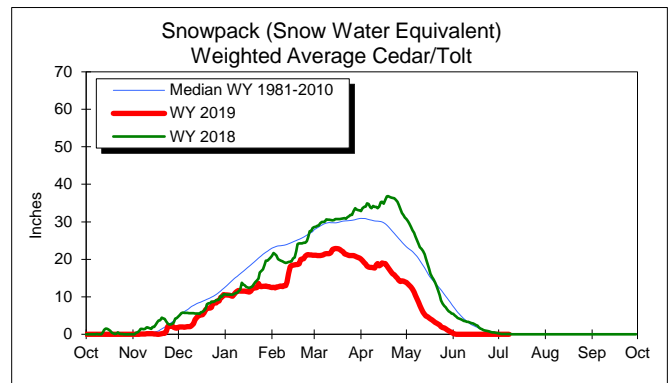 Snowpack (Snow Water Equivalent)
Weighted Average Cedar/Tolt
Inches
70
60
50
40
30
20
10
0
Median WY 1981-2010
WY 2019
WY 2018
Oct Nov Dec Jan Feb Mar Apr May Jun Jul Aug Sep Oct